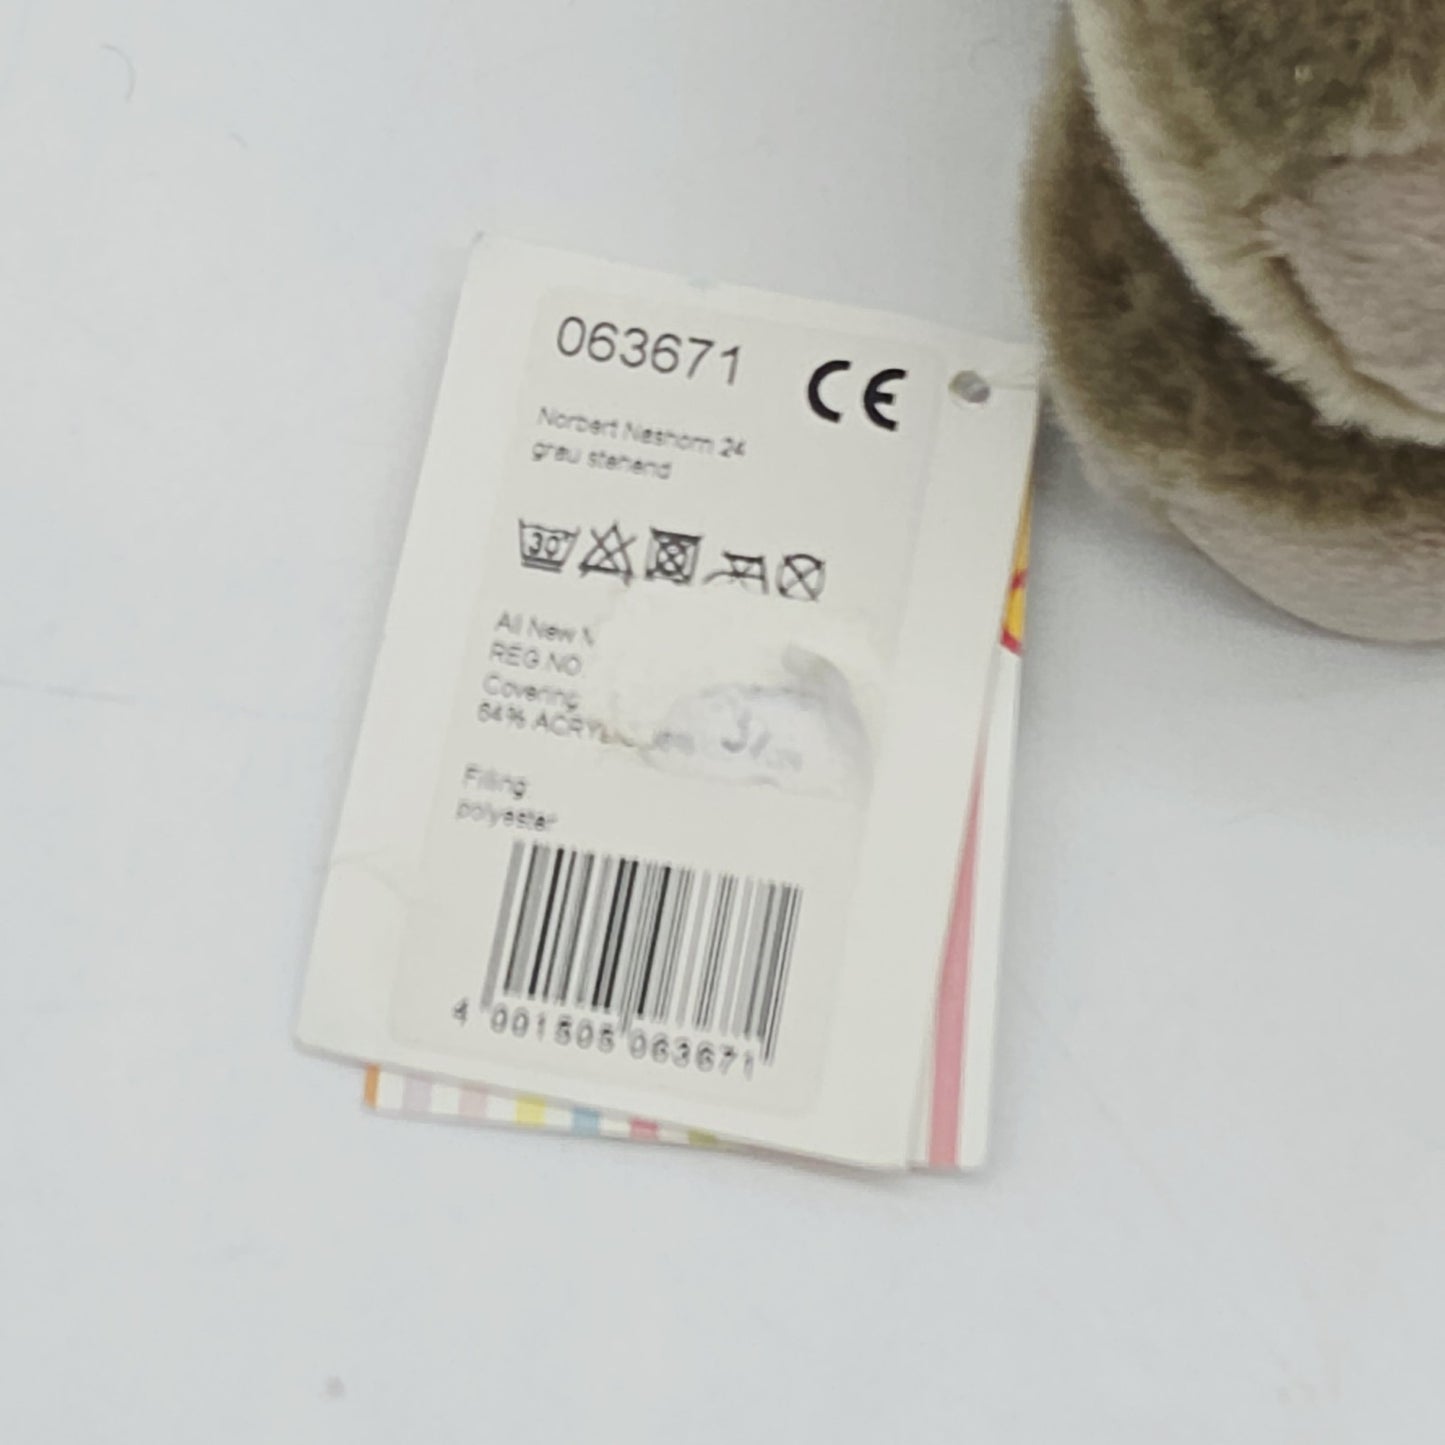 063671
CE
Norbert Nashorn 24
grau stehend
30°
All New
REG NO.
Covering
64% ACRYLIC
Filling
polyester
4 001505 063671